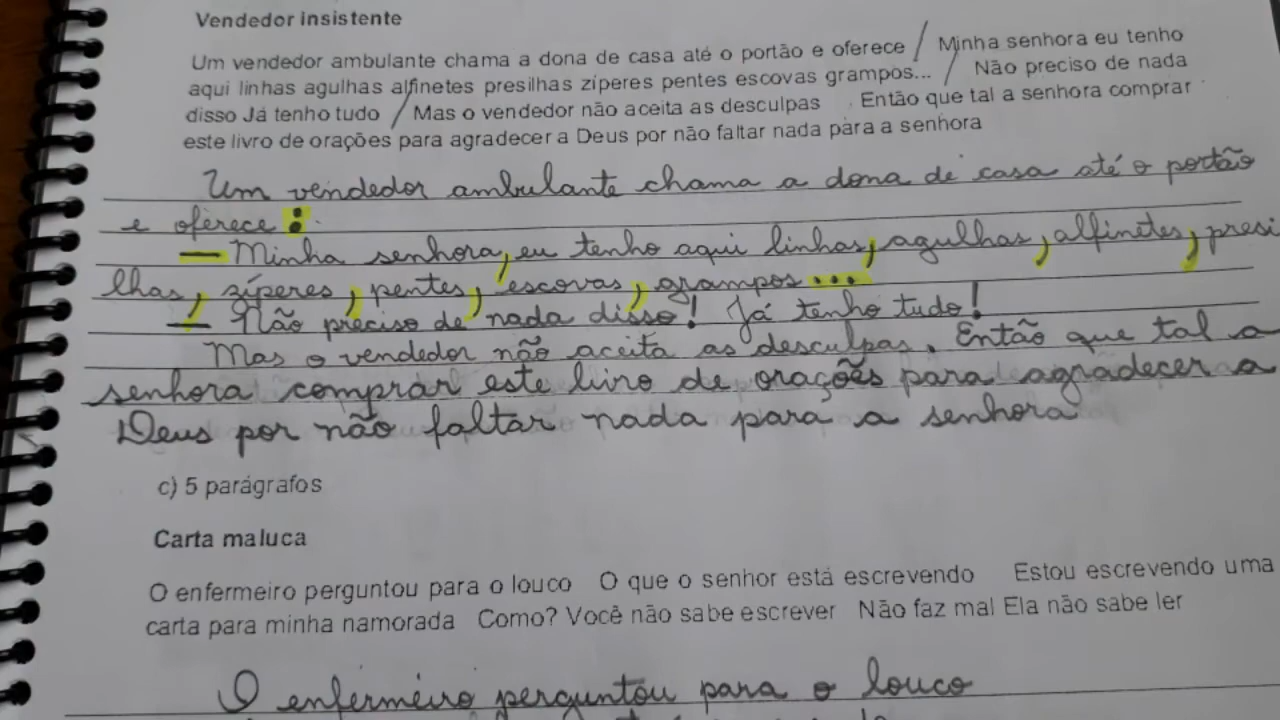 Vendedor insistente
Um vendedor ambulante chama a dona de casa até o portão e oferece / Minha senhora eu tenho
aqui linhas agulhas alfinetes presilhas zíperes pentes escovas grampos... / Não preciso de nada
disso Já tenho tudo / Mas o vendedor não aceita as desculpas Então que tal a senhora comprar
este livro de orações para agradecer a Deus por não faltar nada para a senhora
Um vendedor ambulante chama a dona de casa até o portão
e oferece:
— Minha senhora, eu tenho aqui linhas, agulhas, alfinetes, presi
lhas, zíperes, pentes, escovas, grampos...
— Não preciso de nada disso! Já tenho tudo!
Mas o vendedor não aceita as desculpas. Então que tal a
senhora comprar este livro de orações para agradecer a
Deus por não faltar nada para a senhora
c) 5 parágrafos
Carta maluca
O enfermeiro perguntou para o louco O que o senhor está escrevendo Estou escrevendo uma
carta para minha namorada Como? Você não sabe escrever Não faz mal Ela não sabe ler
O enfermeiro perguntou para o louco